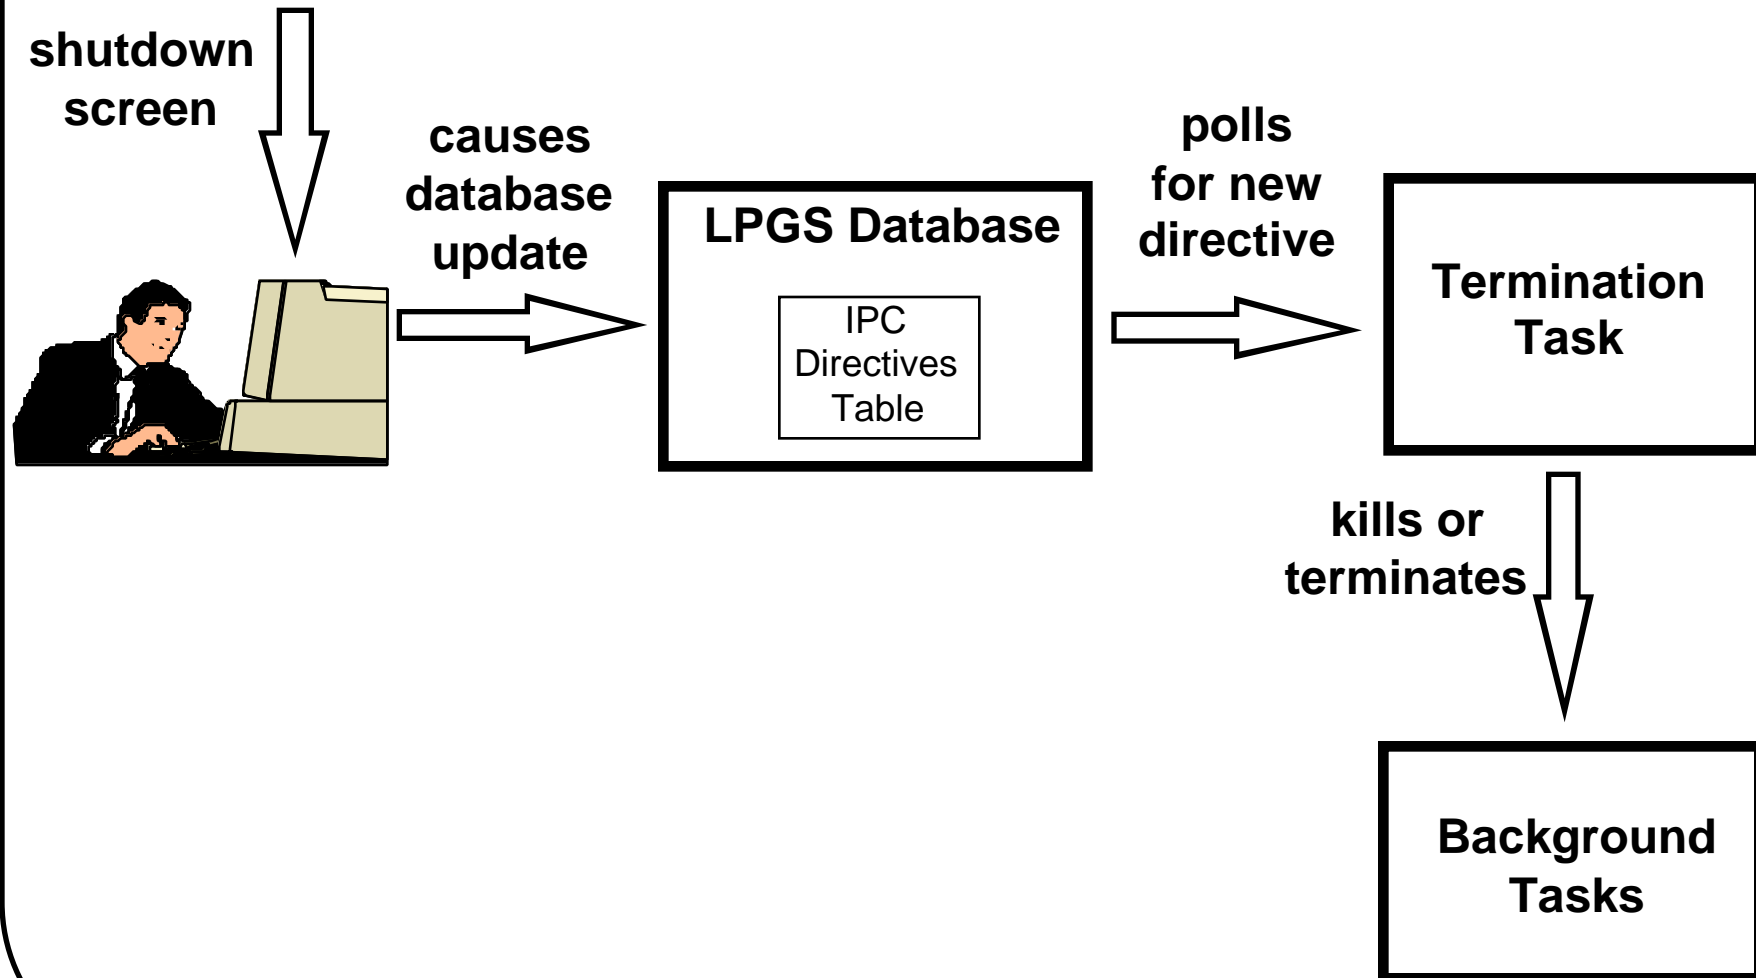 shutdown
screen
causes
database
update
LPGS Database
IPC
Directives
Table
polls
for new
directive
Termination
Task
kills or
terminates
Background
Tasks